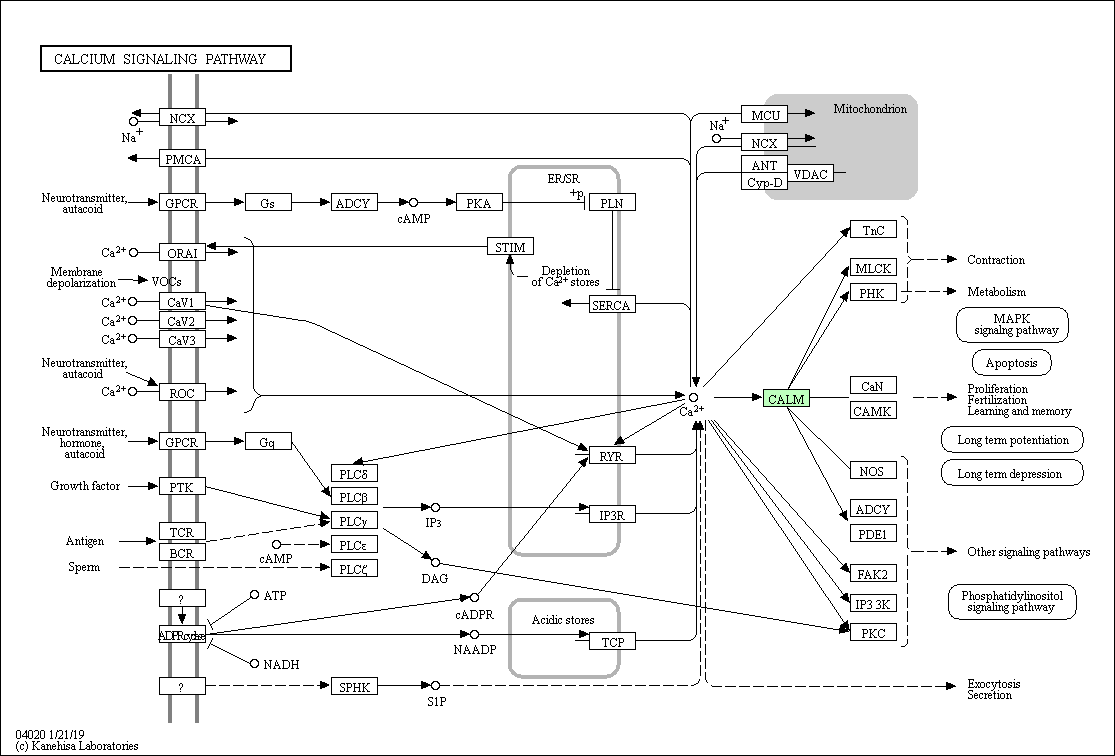 CALCIUM SIGNALING PATHWAY
NCX
Na+
PMCA
Neurotransmitter,
autacoid
GPCR
Gs
ADCY
cAMP
PKA
ER/SR
+p
PLN
Ca2+
ORAI
STIM
Membrane
depolarization
VOCs
Depletion
of Ca2+ stores
SERCA
Ca2+
CaV1
Ca2+
CaV2
Ca2+
CaV3
Neurotransmitter,
autacoid
Ca2+
ROC
Neurotransmitter,
hormone,
autacoid
GPCR
Gq
Growth factor
PTK
Antigen
TCR
BCR
Sperm
PLCδ
PLCβ
PLCγ
PLCε
PLCζ
cAMP
IP3
DAG
RYR
IP3R
?
ATP
cADPR
NAADP
NADH
Acidic stores
TCP
?
SPHK
S1P
Mitochondrion
MCU
Na+
NCX
ANT
Cyp-D
VDAC
Ca2+
CALM
TnC
MLCK
PHK
CaN
CAMK
NOS
ADCY
PDE1
FAK2
IP3 3K
PKC
Contraction
Metabolism
MAPK
signalng pathway
Apoptosis
Proliferation
Fertilization
Learning and memory
Long term potentiation
Long term depression
Other signaling pathways
Phosphatidylinositol
signaling pathway
Exocytosis
Secretion
04020 1/21/19
(c) Kanehisa Laboratories